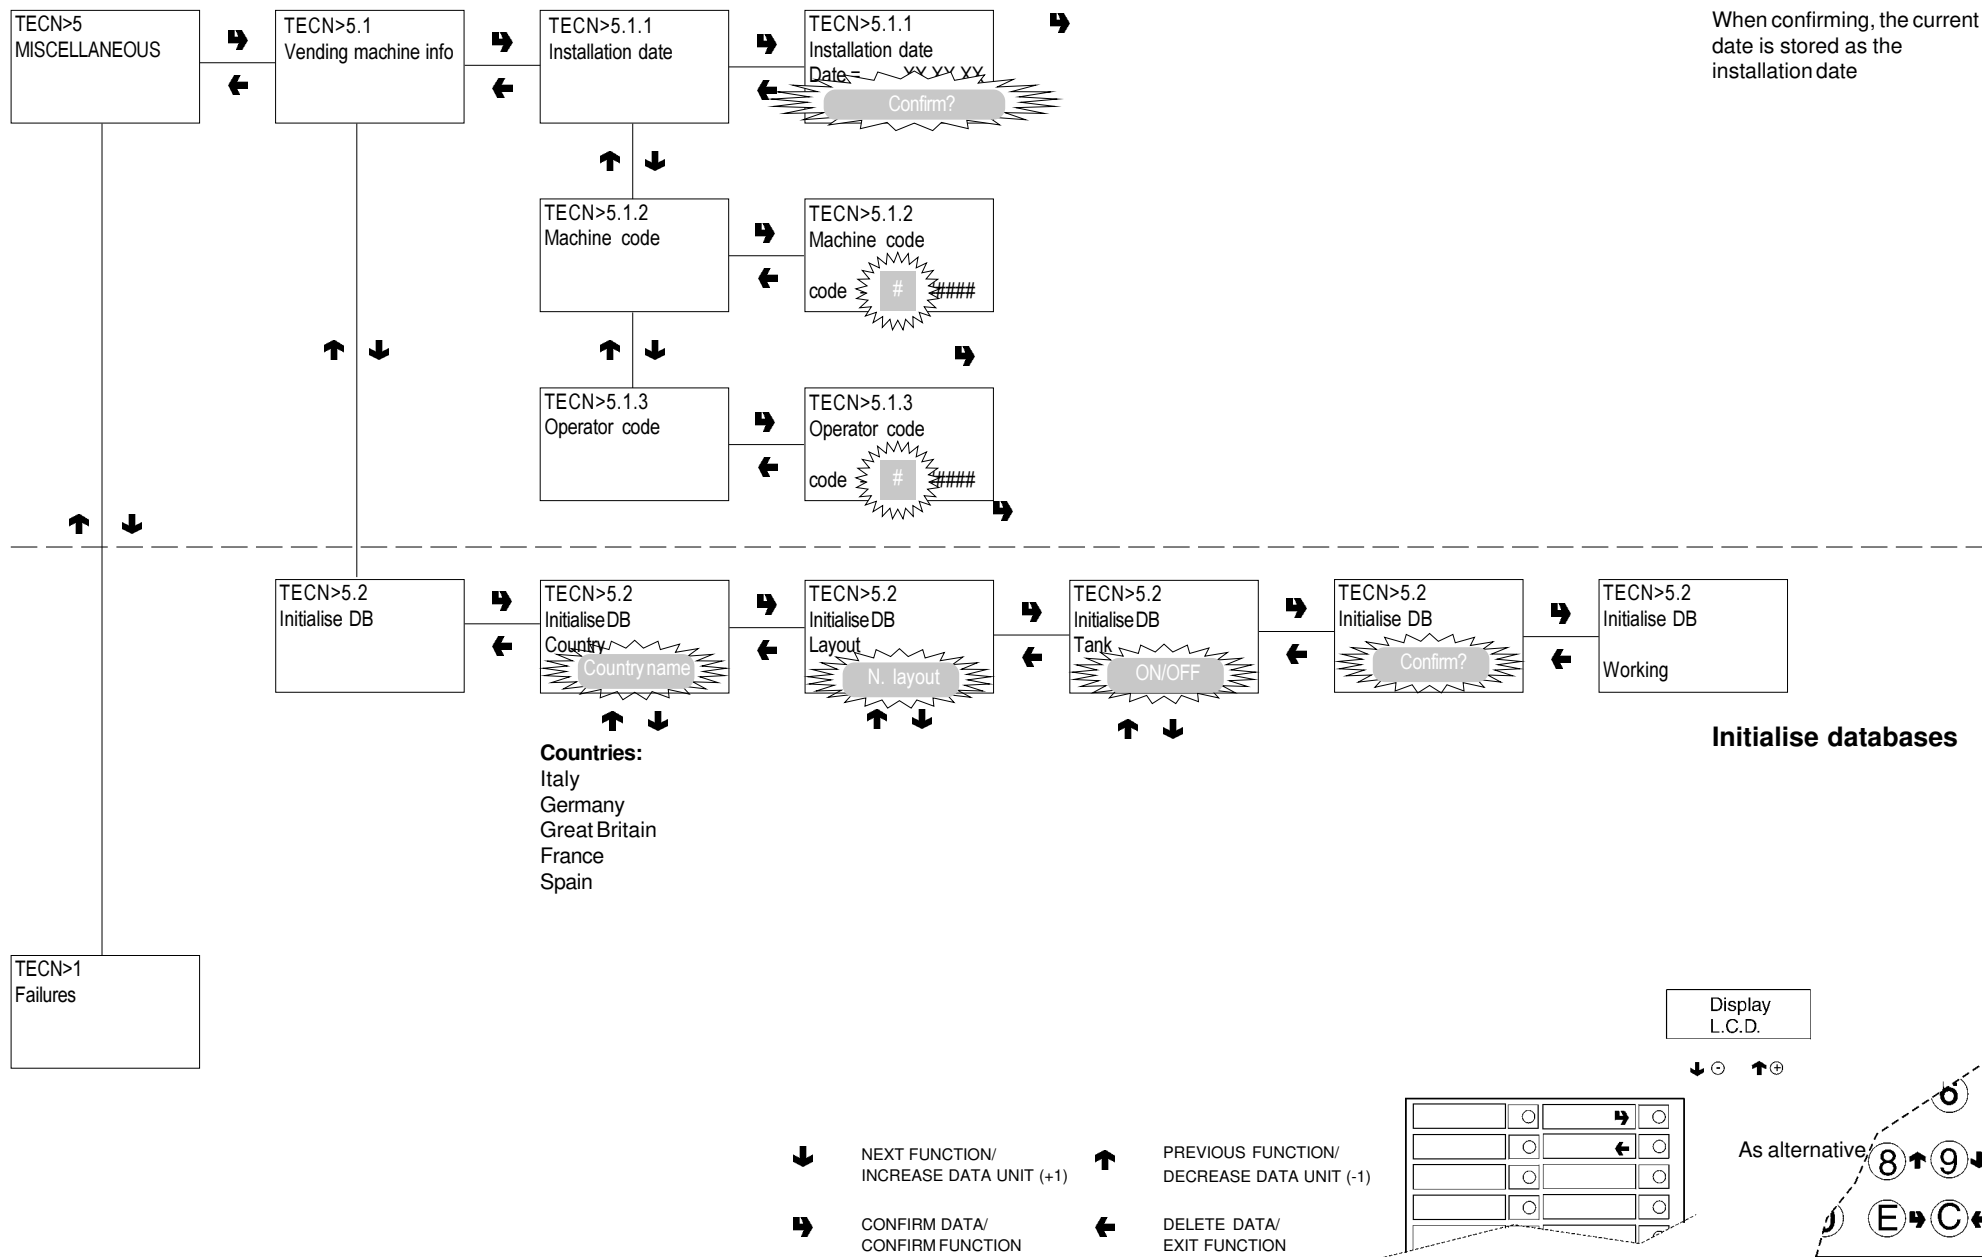 TECN>5
MISCELLANEOUS
TECN>5.1
Vending machine info
TECN>5.1.1
Installation date
TECN>5.1.1
Installation date
Date = XX XX XX
Confirm?
When confirming, the current
date is stored as the
installation date
TECN>5.1.2
Machine code
TECN>5.1.2
Machine code
code # ####
TECN>5.1.3
Operator code
TECN>5.1.3
Operator code
code # ####
TECN>5.2
Initialise DB
TECN>5.2
Initialise DB
Country
Country name
TECN>5.2
Initialise DB
Layout
N. layout
TECN>5.2
Initialise DB
Tank
ON/OFF
TECN>5.2
Initialise DB
Confirm?
TECN>5.2
Initialise DB
Working
Initialise databases
Countries:
Italy
Germany
Great Britain
France
Spain
TECN>1
Failures
Display
L.C.D.
- +
6
As alternative
8 9
E C
NEXT FUNCTION/
INCREASE DATA UNIT (+1)
PREVIOUS FUNCTION/
DECREASE DATA UNIT (-1)
CONFIRM DATA/
CONFIRM FUNCTION
DELETE DATA/
EXIT FUNCTION